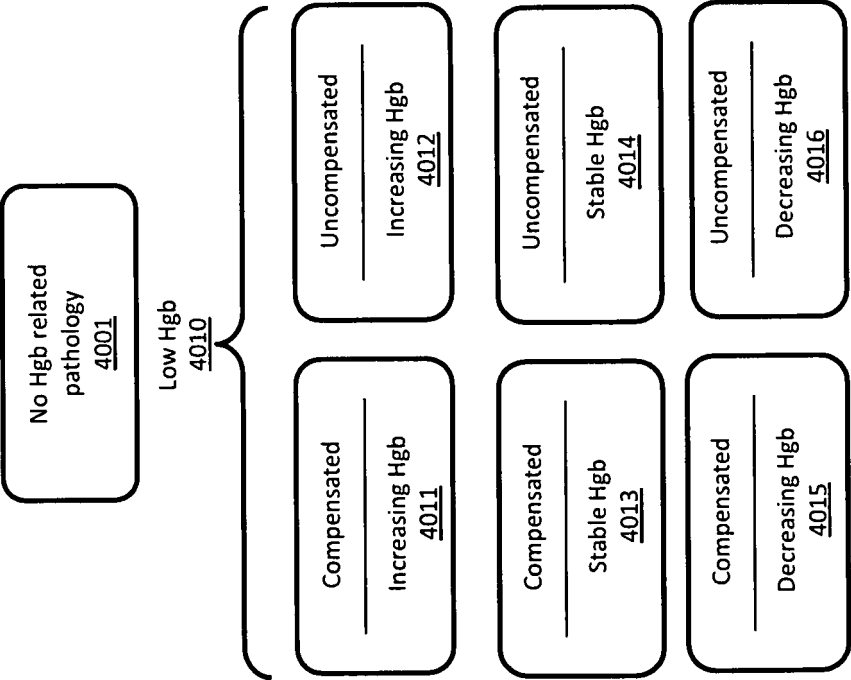 No Hgb related
pathology
4001
Low Hgb
4010
Compensated
Increasing Hgb
4011
Uncompensated
Increasing Hgb
4012
Compensated
Stable Hgb
4013
Uncompensated
Stable Hgb
4014
Compensated
Decreasing Hgb
4015
Uncompensated
Decreasing Hgb
4016